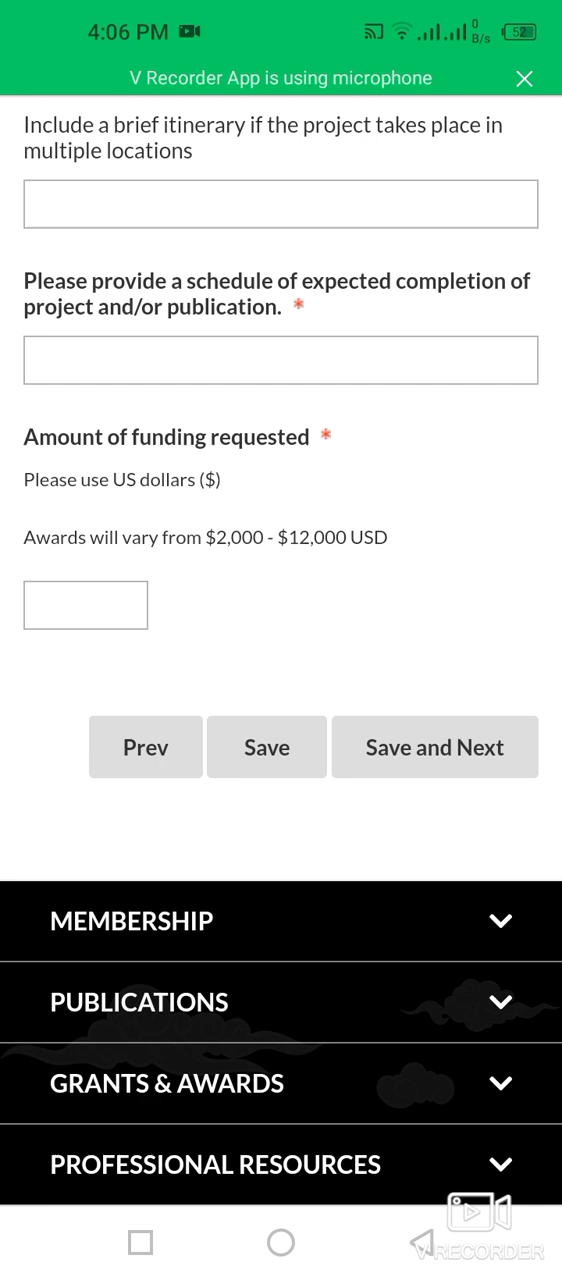 4:06 PM
0
B/s
52
V Recorder App is using microphone
Include a brief itinerary if the project takes place in
multiple locations
Please provide a schedule of expected completion of
project and/or publication. *
Amount of funding requested *
Please use US dollars ($)
Awards will vary from $2,000 - $12,000 USD
Prev
Save
Save and Next
MEMBERSHIP
PUBLICATIONS
GRANTS & AWARDS
PROFESSIONAL RESOURCES
VRECORDER